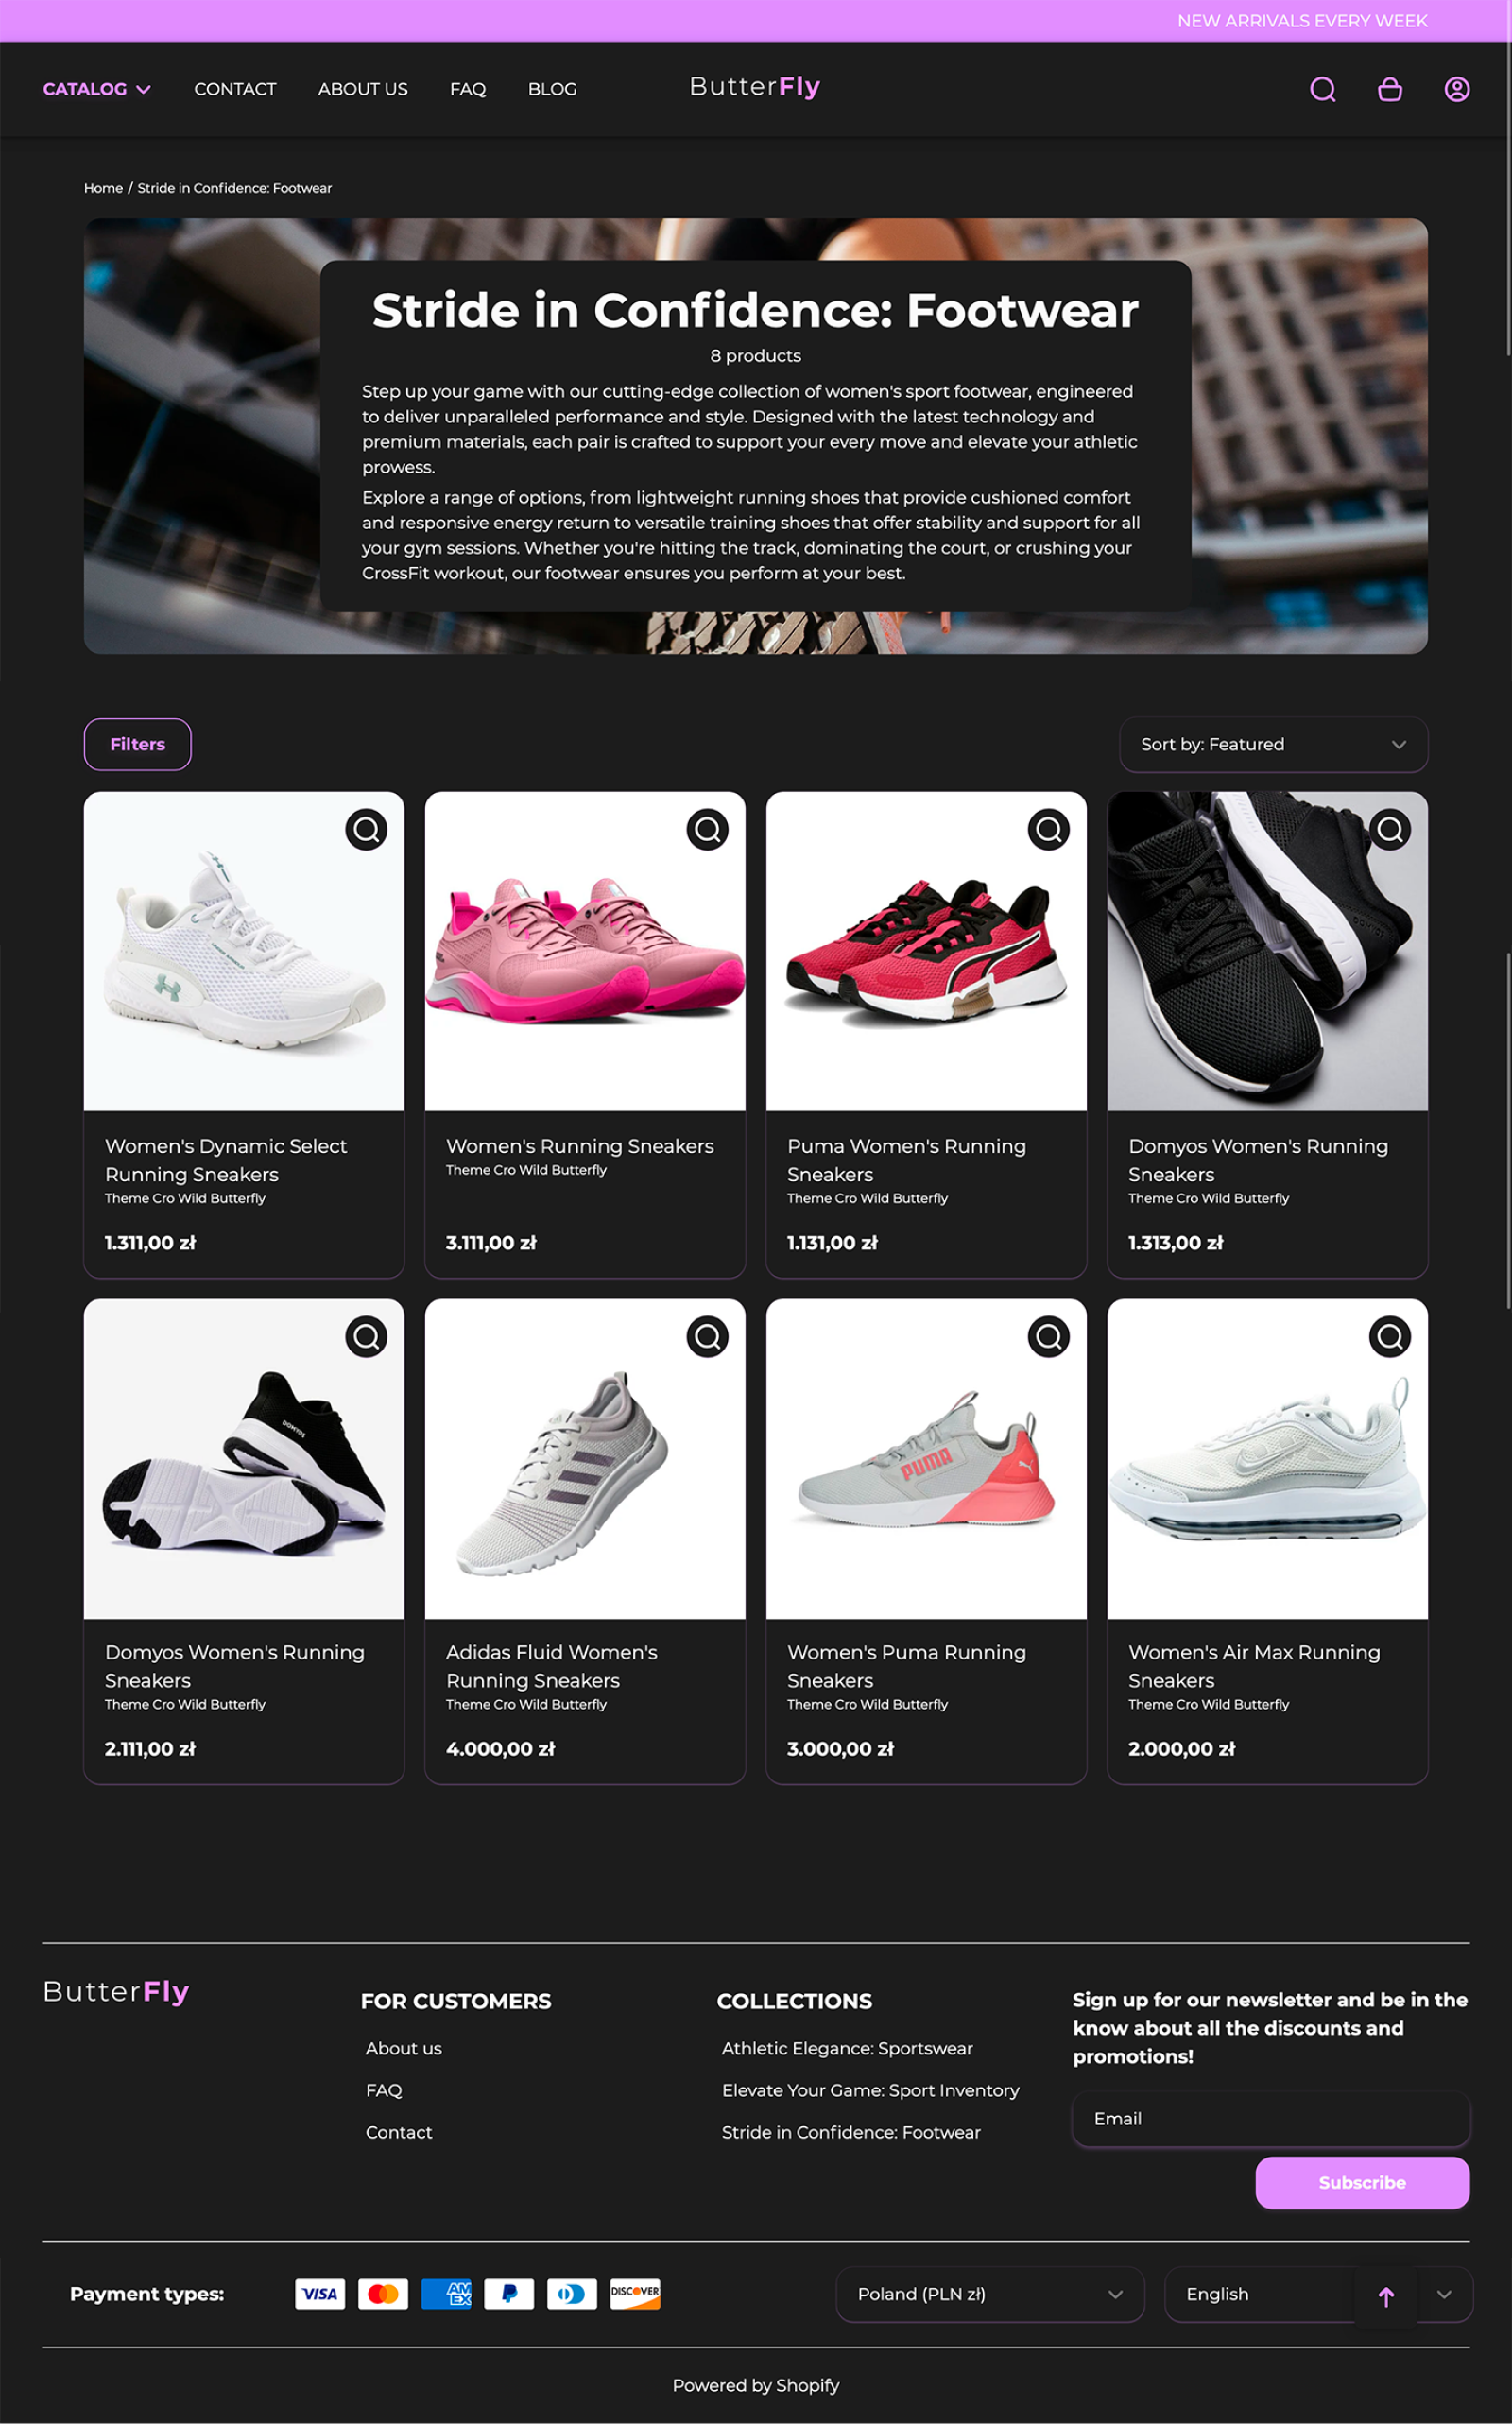 NEW ARRIVALS EVERY WEEK
CATALOG CONTACT ABOUT US FAQ BLOG ButterFly
Home / Stride in Confidence: Footwear
Stride in Confidence: Footwear
8 products
Step up your game with our cutting-edge collection of women's sport footwear, engineered
to deliver unparalleled performance and style. Designed with the latest technology and
premium materials, each pair is crafted to support your every move and elevate your athletic
prowess.
Explore a range of options, from lightweight running shoes that provide cushioned comfort
and responsive energy return to versatile training shoes that offer stability and support for all
your gym sessions. Whether you're hitting the track, dominating the court, or crushing your
CrossFit workout, our footwear ensures you perform at your best.
Filters
Sort by: Featured
Women's Dynamic Select
Running Sneakers
Theme Cro Wild Butterfly
1.311,00 zł
Women's Running Sneakers
Theme Cro Wild Butterfly
3.111,00 zł
Puma Women's Running
Sneakers
Theme Cro Wild Butterfly
1.131,00 zł
DOMYOS
Domyos Women's Running
Sneakers
Theme Cro Wild Butterfly
1.313,00 zł
DOMYOS
Domyos Women's Running
Sneakers
Theme Cro Wild Butterfly
2.111,00 zł
Adidas Fluid Women's
Running Sneakers
Theme Cro Wild Butterfly
4.000,00 zł
PUMA
Women's Puma Running
Sneakers
Theme Cro Wild Butterfly
3.000,00 zł
Women's Air Max Running
Sneakers
Theme Cro Wild Butterfly
2.000,00 zł
ButterFly
FOR CUSTOMERS
About us
FAQ
Contact
COLLECTIONS
Athletic Elegance: Sportswear
Elevate Your Game: Sport Inventory
Stride in Confidence: Footwear
Sign up for our newsletter and be in the
know about all the discounts and
promotions!
Email
Subscribe
Payment types:
VISA
AM
EX
DISCOVER
Poland (PLN zł)
English
Powered by Shopify